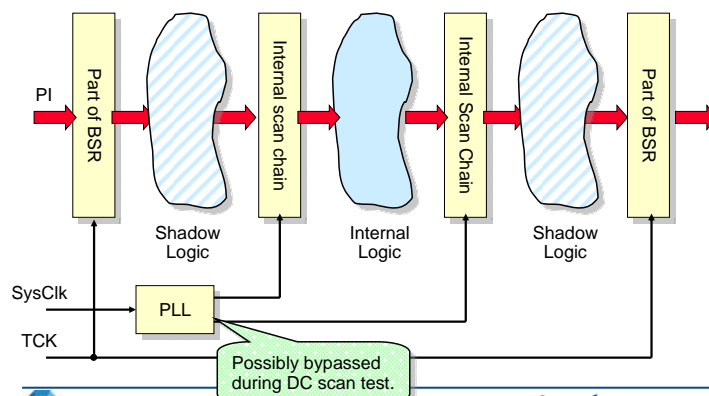 PI
Part of BSR
Shadow
Logic
Internal scan chain
Internal
Logic
Internal Scan Chain
Shadow
Logic
Part of BSR
SysClk
PLL
TCK
Possibly bypassed
during DC scan test.